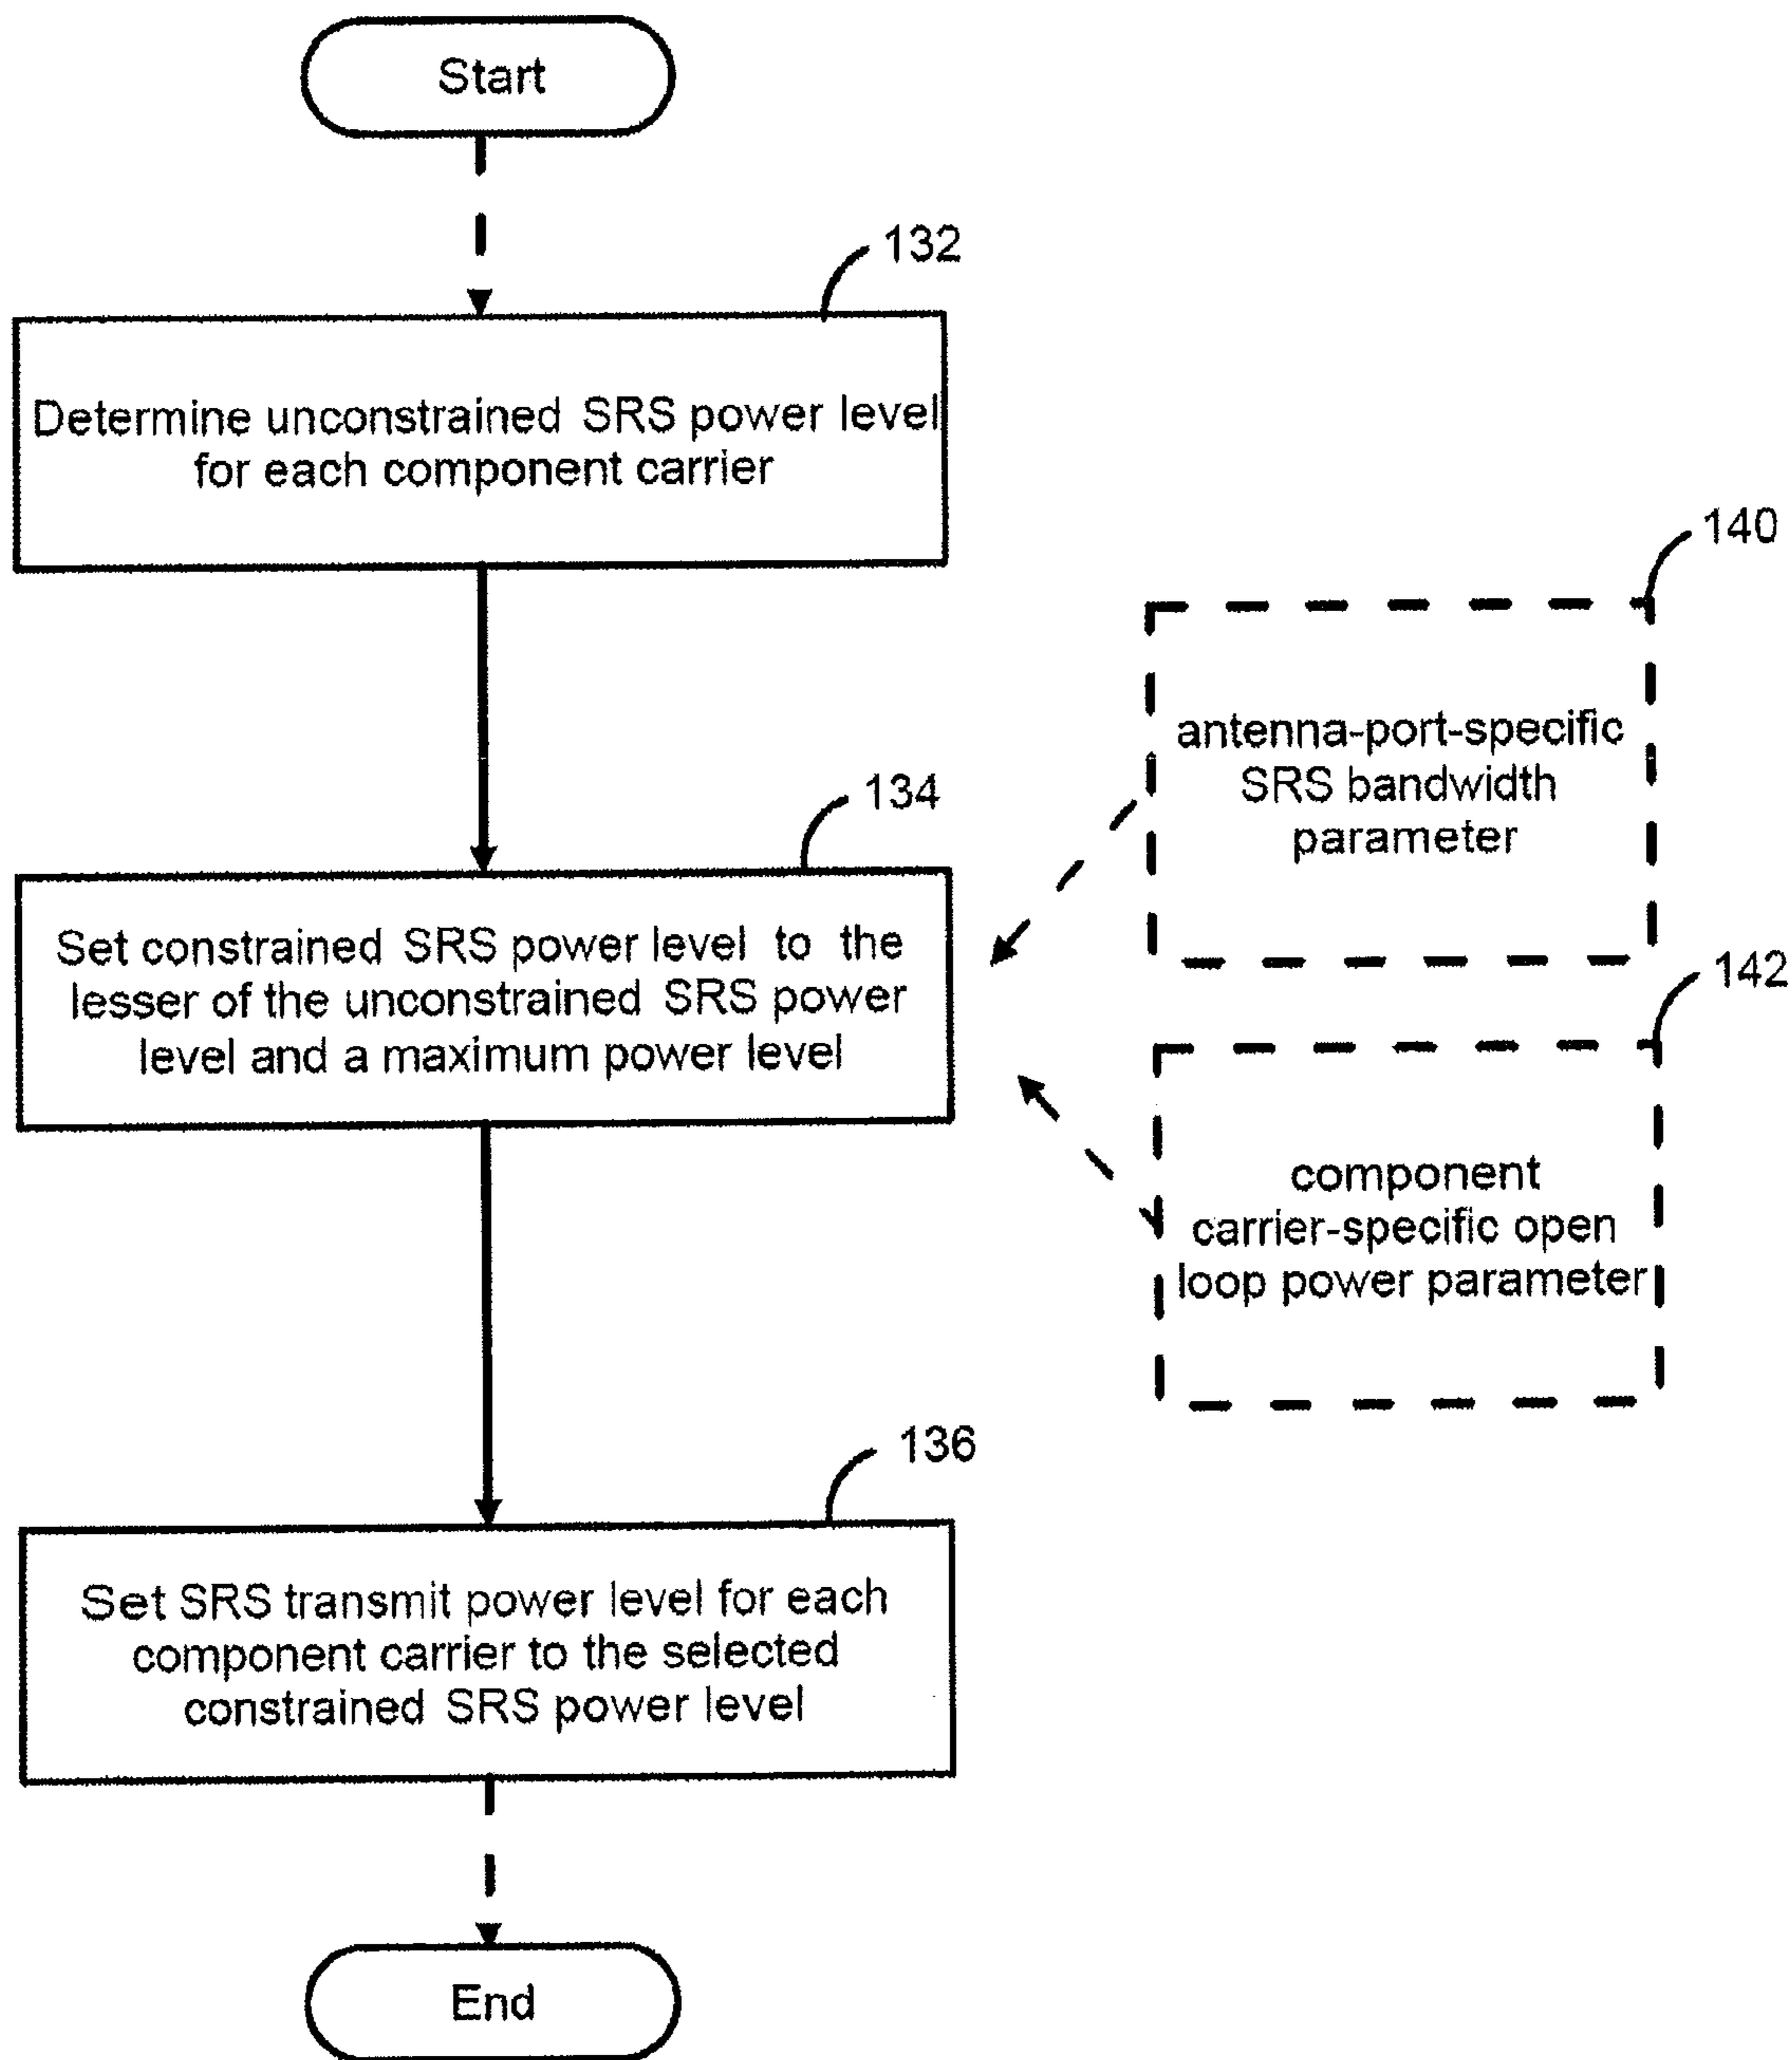 Start
132
Determine unconstrained SRS power level
for each component carrier
140
antenna-port-specific
SRS bandwidth
parameter
134
Set constrained SRS power level to the
lesser of the unconstrained SRS power
level and a maximum power level
142
component
carrier-specific open
loop power parameter
136
Set SRS transmit power level for each
component carrier to the selected
constrained SRS power level
End